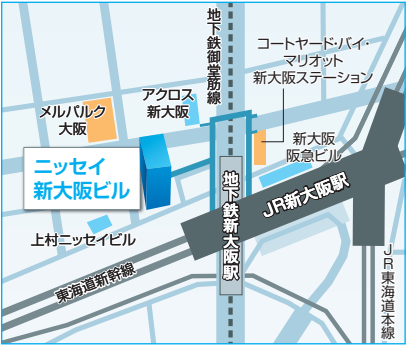 地下鉄御堂筋線
コートヤード・バイ・
マリオット
新大阪ステーション
アクロス
新大阪
メルパルク
大阪
新大阪
阪急ビル
ニッセイ
新大阪ビル
地下鉄新大阪駅
JR新大阪駅
上村ニッセイビル
東海道新幹線
JR東海道本線